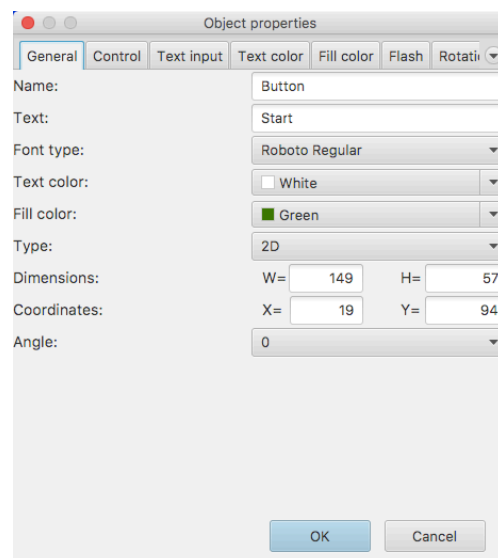 Object properties
General Control Text input Text color Fill color Flash
Name: Button
Text: Start
Font type: Roboto Regular
Text color: White
Fill color: Green
Type: 2D
Dimensions: W= 149 H= 57
Coordinates: X= 19 Y= 94
Angle: 0
OK Cancel